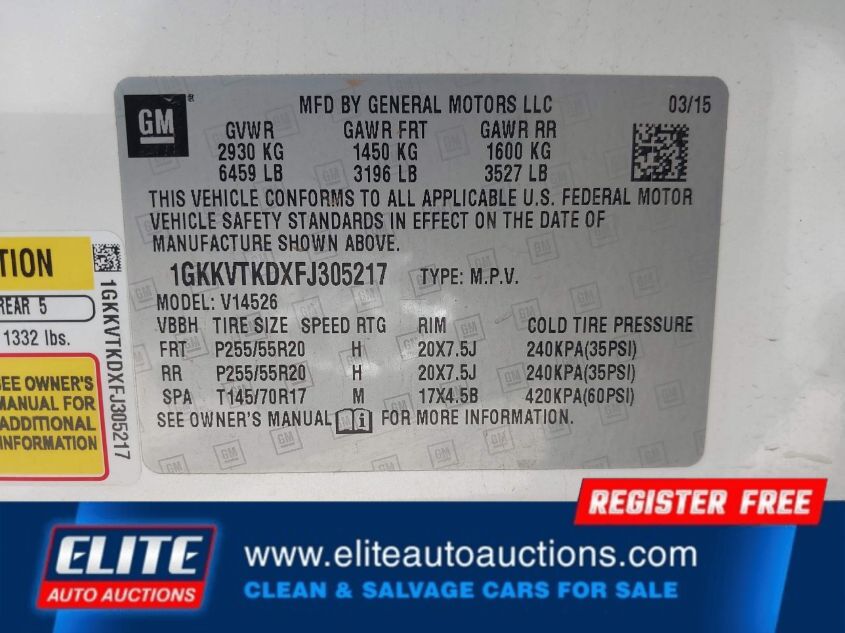 GM
MFD BY GENERAL MOTORS LLC 03/15
GVWR GAWR FRT GAWR RR
2930 KG 1450 KG 1600 KG
6459 LB 3196 LB 3527 LB
THIS VEHICLE CONFORMS TO ALL APPLICABLE U.S. FEDERAL MOTOR
VEHICLE SAFETY STANDARDS IN EFFECT ON THE DATE OF
MANUFACTURE SHOWN ABOVE.
1GKKVTKDXFJ305217 TYPE: M.P.V.
MODEL: V14526
VBBH TIRE SIZE SPEED RTG RIM COLD TIRE PRESSURE
FRT P255/55R20 H 20X7.5J 240KPA(35PSI)
RR P255/55R20 H 20X7.5J 240KPA(35PSI)
SPA T145/70R17 M 17X4.5B 420KPA(60PSI)
SEE OWNER'S MANUAL FOR MORE INFORMATION.
TION
REAR 5
1332 lbs.
SEE OWNER'S
MANUAL FOR
ADDITIONAL
INFORMATION
1GKKVTKDXFJ305217
REGISTER FREE
ELITE
AUTO AUCTIONS
www.eliteautoauctions.com
CLEAN & SALVAGE CARS FOR SALE